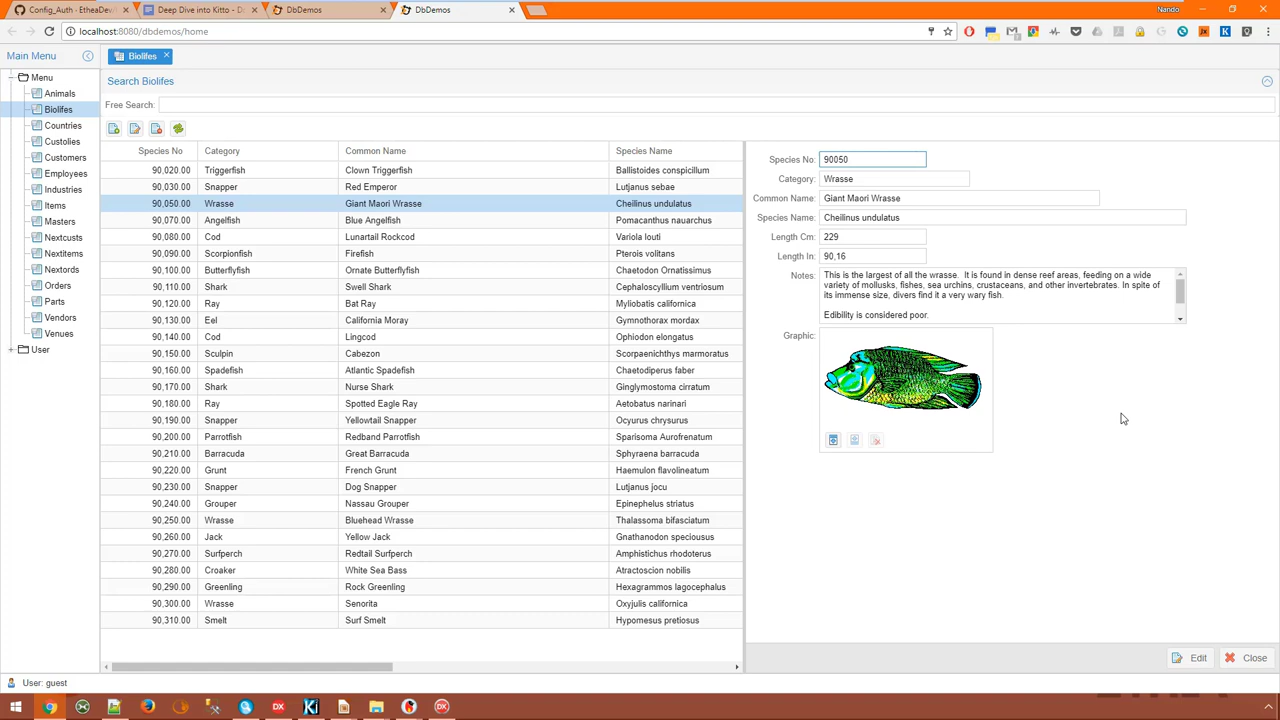 Config_Auth · EtheaDev/
Deep Dive into Kitto -
DbDemos
DbDemos
Nando
localhost:8080/dbdemos/home
Main Menu
Biolifes
Menu
Animals
Biolifes
Countries
Custolies
Customers
Employees
Industries
Items
Masters
Nextcusts
Nextitems
Nextords
Orders
Parts
Vendors
Venues
User
Search Biolifes
Free Search:
Species No Category Common Name Species Name
90,020.00 Triggerfish Clown Triggerfish Ballistoides conspicillum
90,030.00 Snapper Red Emperor Lutjanus sebae
90,050.00 Wrasse Giant Maori Wrasse Cheilinus undulatus
90,070.00 Angelfish Blue Angelfish Pomacanthus nauarchus
90,080.00 Cod Lunartail Rockcod Variola louti
90,090.00 Scorpionfish Firefish Pterois volitans
90,100.00 Butterflyfish Ornate Butterflyfish Chaetodon Ornatissimus
90,110.00 Shark Swell Shark Cephaloscyllium ventriosum
90,120.00 Ray Bat Ray Myliobatis californica
90,130.00 Eel California Moray Gymnothorax mordax
90,140.00 Cod Lingcod Ophiodon elongatus
90,150.00 Sculpin Cabezon Scorpaenichthys marmoratus
90,160.00 Spadefish Atlantic Spadefish Chaetodiperus faber
90,170.00 Shark Nurse Shark Ginglymostoma cirratum
90,180.00 Ray Spotted Eagle Ray Aetobatus narinari
90,190.00 Snapper Yellowtail Snapper Ocyurus chrysurus
90,200.00 Parrotfish Redband Parrotfish Sparisoma Aurofrenatum
90,210.00 Barracuda Great Barracuda Sphyraena barracuda
90,220.00 Grunt French Grunt Haemulon flavolineatum
90,230.00 Snapper Dog Snapper Lutjanus jocu
90,240.00 Grouper Nassau Grouper Epinephelus striatus
90,250.00 Wrasse Bluehead Wrasse Thalassoma bifasciatum
90,260.00 Jack Yellow Jack Gnathanodon speciousus
90,270.00 Surfperch Redtail Surfperch Amphistichus rhodoterus
90,280.00 Croaker White Sea Bass Atractoscion nobilis
90,290.00 Greenling Rock Greenling Hexagrammos lagocephalus
90,300.00 Wrasse Senorita Oxyjulis californica
90,310.00 Smelt Surf Smelt Hypomesus pretiosus
Species No: 90050
Category: Wrasse
Common Name: Giant Maori Wrasse
Species Name: Cheilinus undulatus
Length Cm: 229
Length In: 90,16
Notes: This is the largest of all the wrasse. It is found in dense reef areas, feeding on a wide
variety of mollusks, fishes, sea urchins, crustaceans, and other invertebrates. In spite of
its immense size, divers find it a very wary fish.
Edibility is considered poor.
Graphic:
Edit Close
User: guest